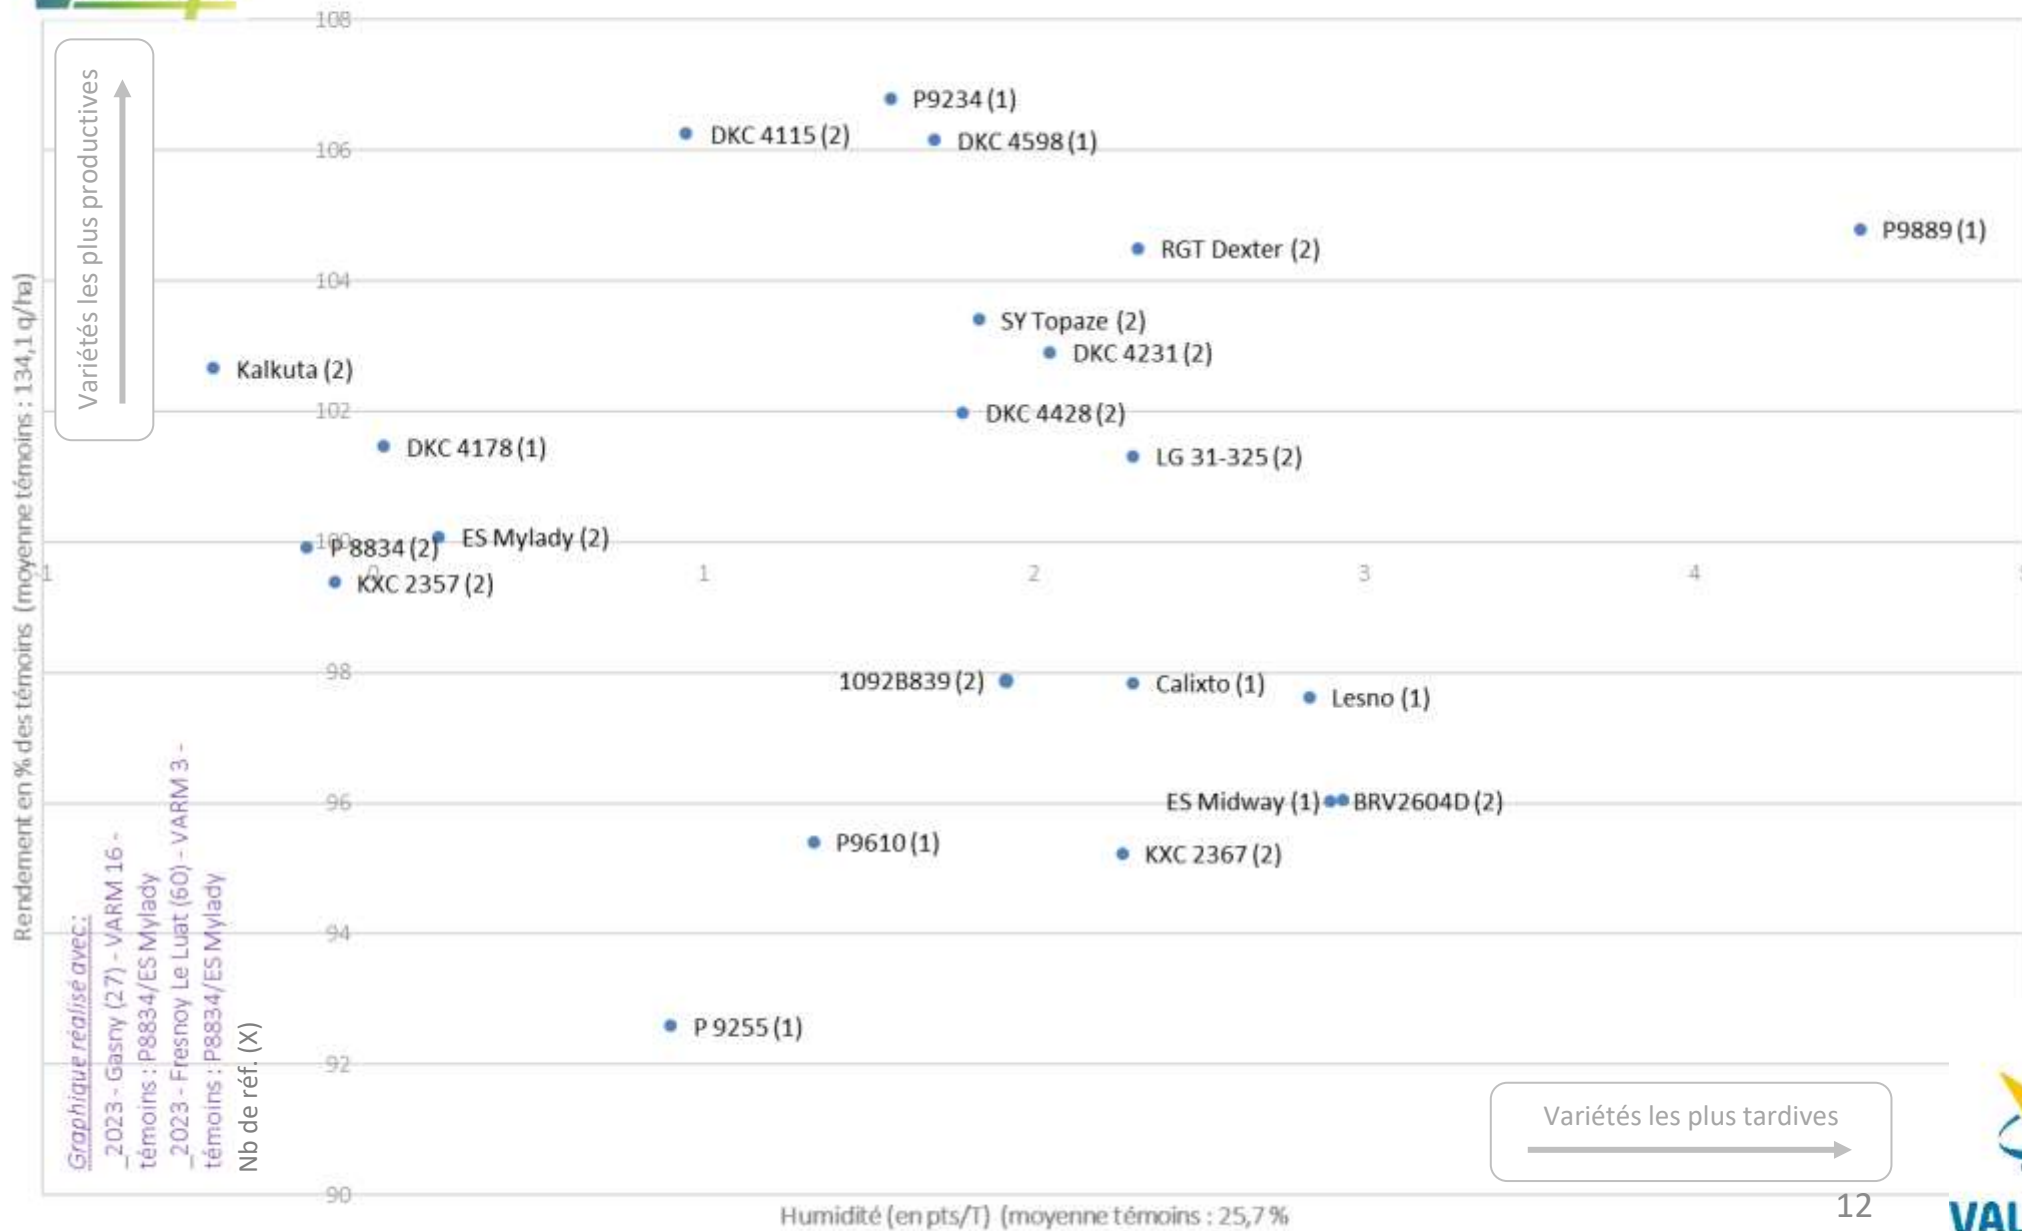 108
P9234 (1)
DKC 4115 (2)
DKC 4598 (1)
106
P9889 (1)
RGT Dexter (2)
104
SY Topaze (2)
DKC 4231 (2)
Kalkuta (2)
102
DKC 4428 (2)
DKC 4178 (1)
LG 31-325 (2)
100
ES Mylady (2)
P 8834 (2)
-1
0
1
2
3
4
KXC 2357 (2)
98
1092B839 (2)
Calixto (1)
Lesno (1)
96
ES Midway (1)
BRV2604D (2)
P9610 (1)
KXC 2367 (2)
94
P 9255 (1)
92
90
Variétés les plus productives
Rendement en % des témoins (moyenne témoins : 134,1 q/ha)
Graphique réalisé avec :
_2023 - Gasny (27) - VARM 16 -
témoins : P8834/ES Mylady
_2023 - Fresnoy Le Luat (60) - VARM 3 -
témoins : P8834/ES Mylady
Nb de réf. (X)
Variétés les plus tardives
Humidité (en pts/T) (moyenne témoins : 25,7 %
12
VAL